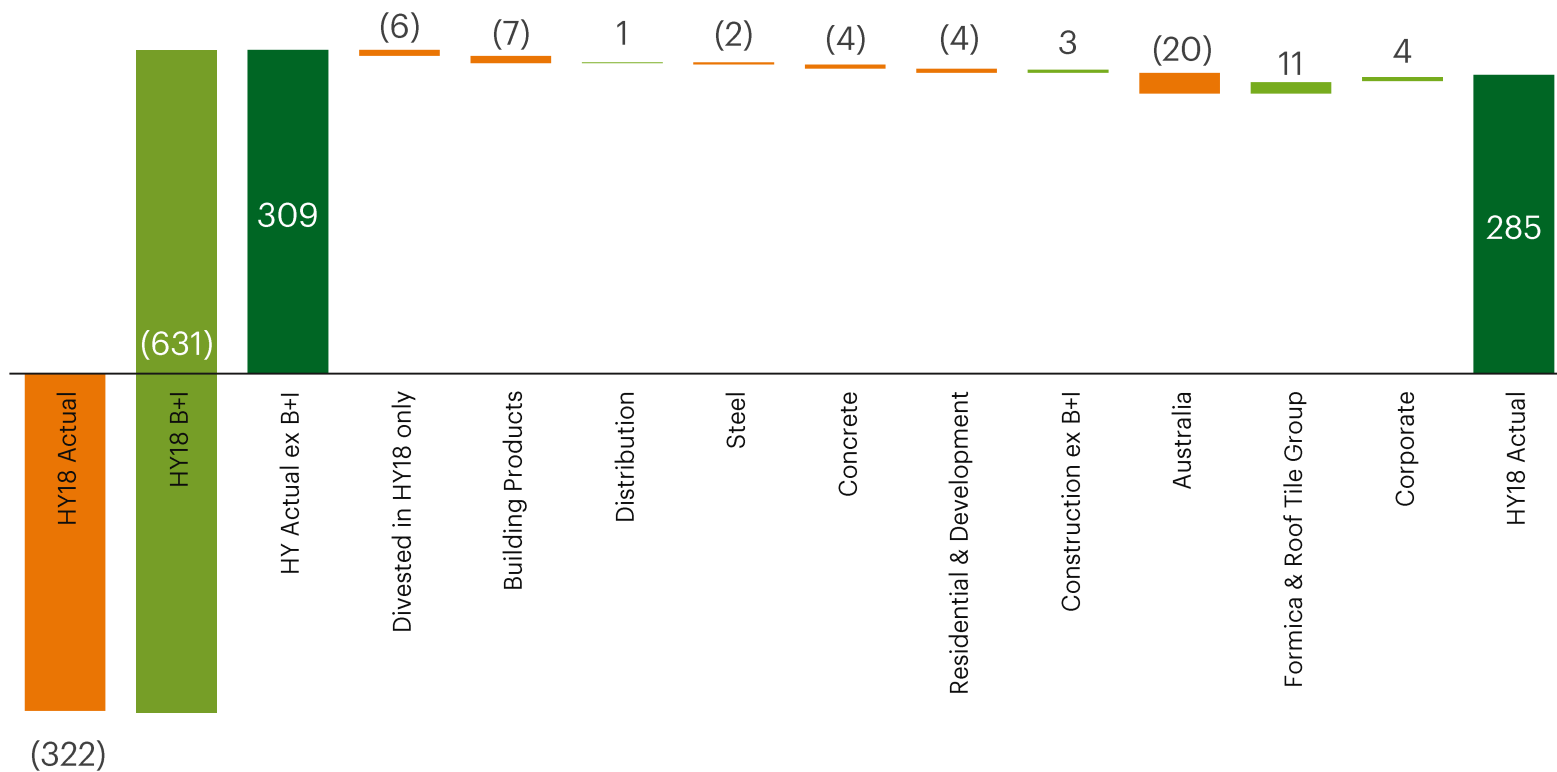 (6)
(7)
1
(2)
(4)
(4)
3
(20)
11
4
309
285
(631)
HY18 Actual
HY18 B+I
HY Actual ex B+I
Divested in HY18 only
Building Products
Distribution
Steel
Concrete
Residential & Development
Construction ex B+I
Australia
Formica & Roof Tile Group
Corporate
HY18 Actual
(322)